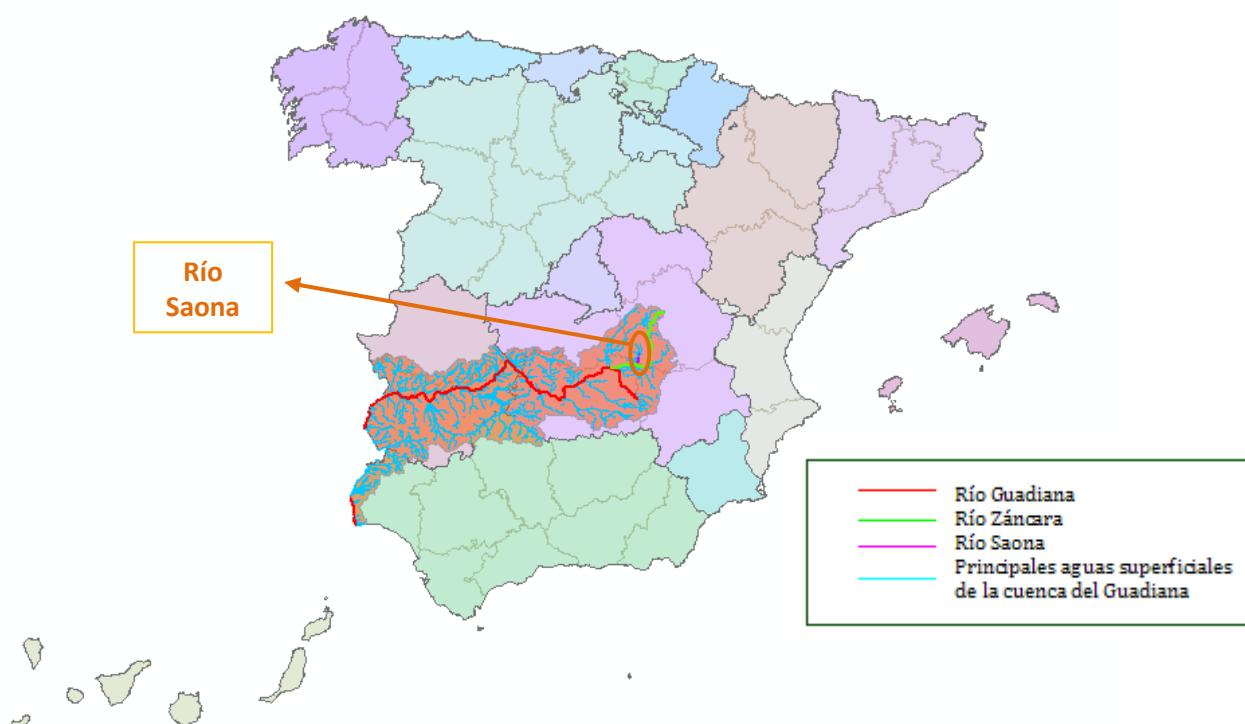 Río
Saona
Río Guadiana
Río Záncara
Río Saona
Principales aguas superficiales
de la cuenca del Guadiana